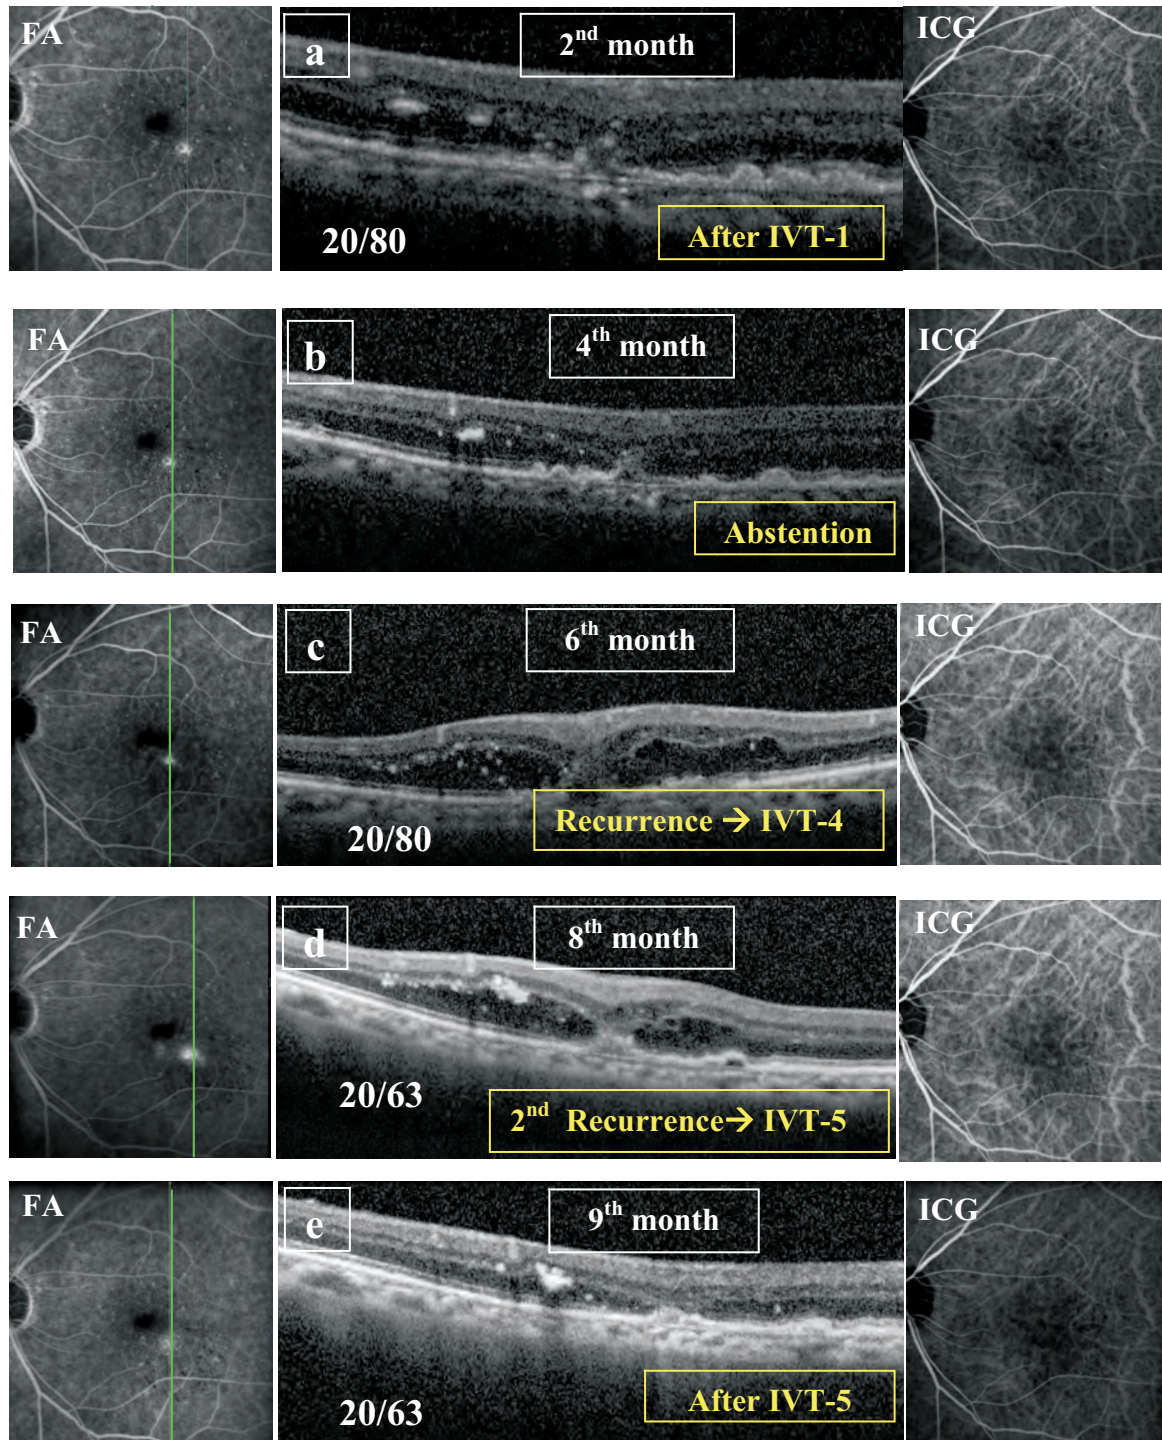 FA
a
2nd month
ICG
20/80
After IVT-1
FA
b
4th month
ICG
Abstention
FA
c
6th month
ICG
20/80
Recurrence → IVT-4
FA
d
8th month
ICG
20/63
2nd Recurrence→ IVT-5
FA
e
9th month
ICG
20/63
After IVT-5